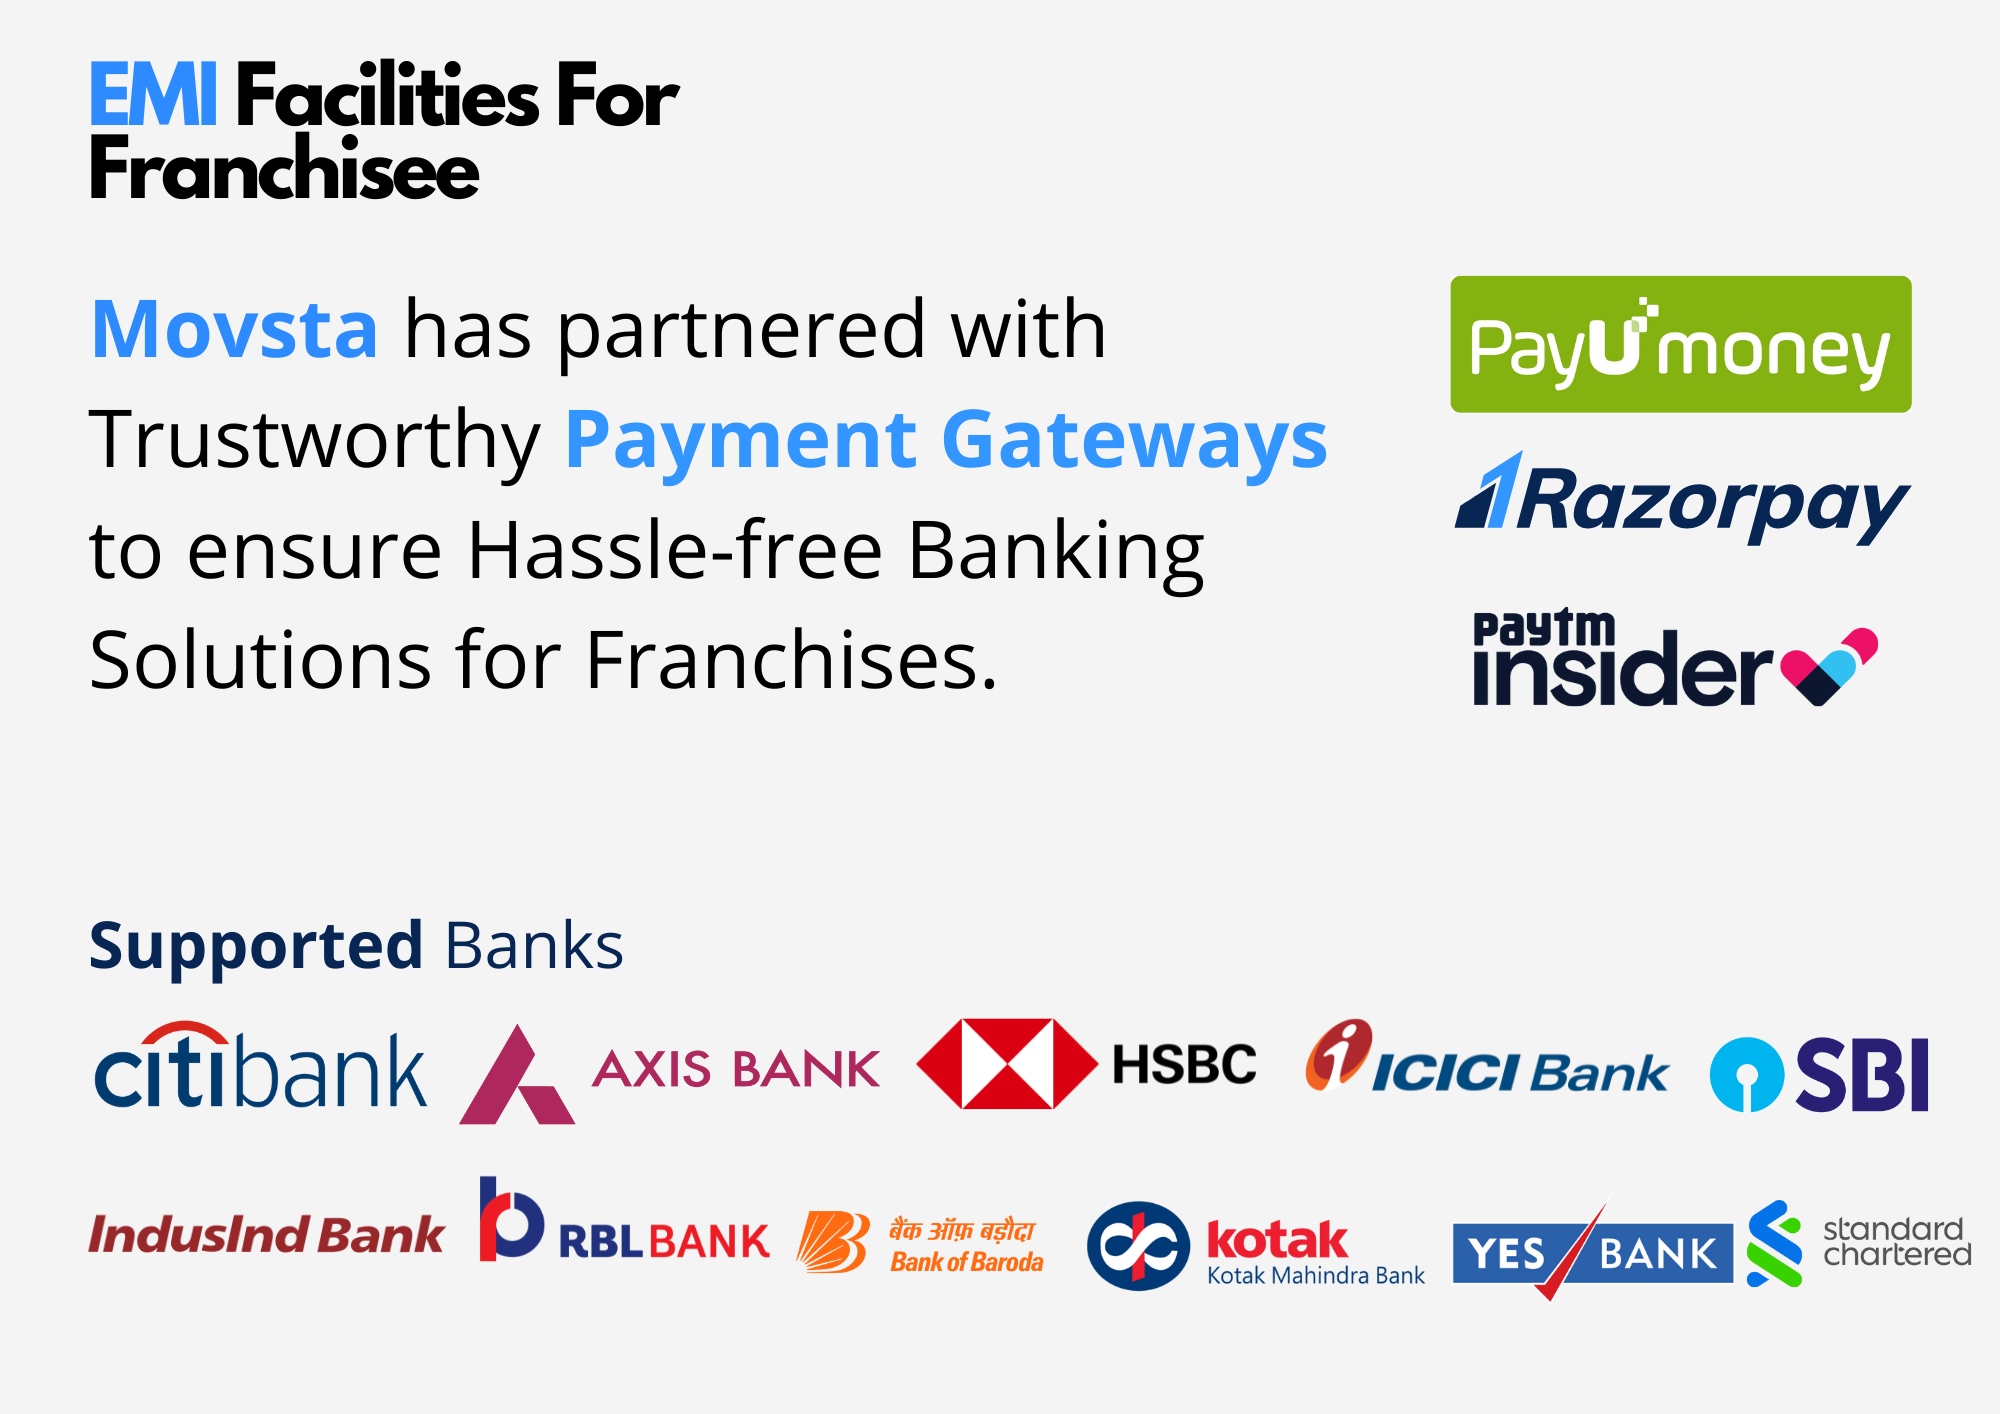 EMI Facilities For
Franchisee
Movsta has partnered with
Trustworthy Payment Gateways
to ensure Hassle-free Banking
Solutions for Franchises.
PayUmoney
Razorpay
paytm
insider
Supported Banks
citibank
AXIS BANK
HSBC
ICICI Bank
SBI
IndusInd Bank
RBL BANK
बैंक ऑफ़ बड़ौदा
Bank of Baroda
kotak
Kotak Mahindra Bank
YES BANK
standard
chartered